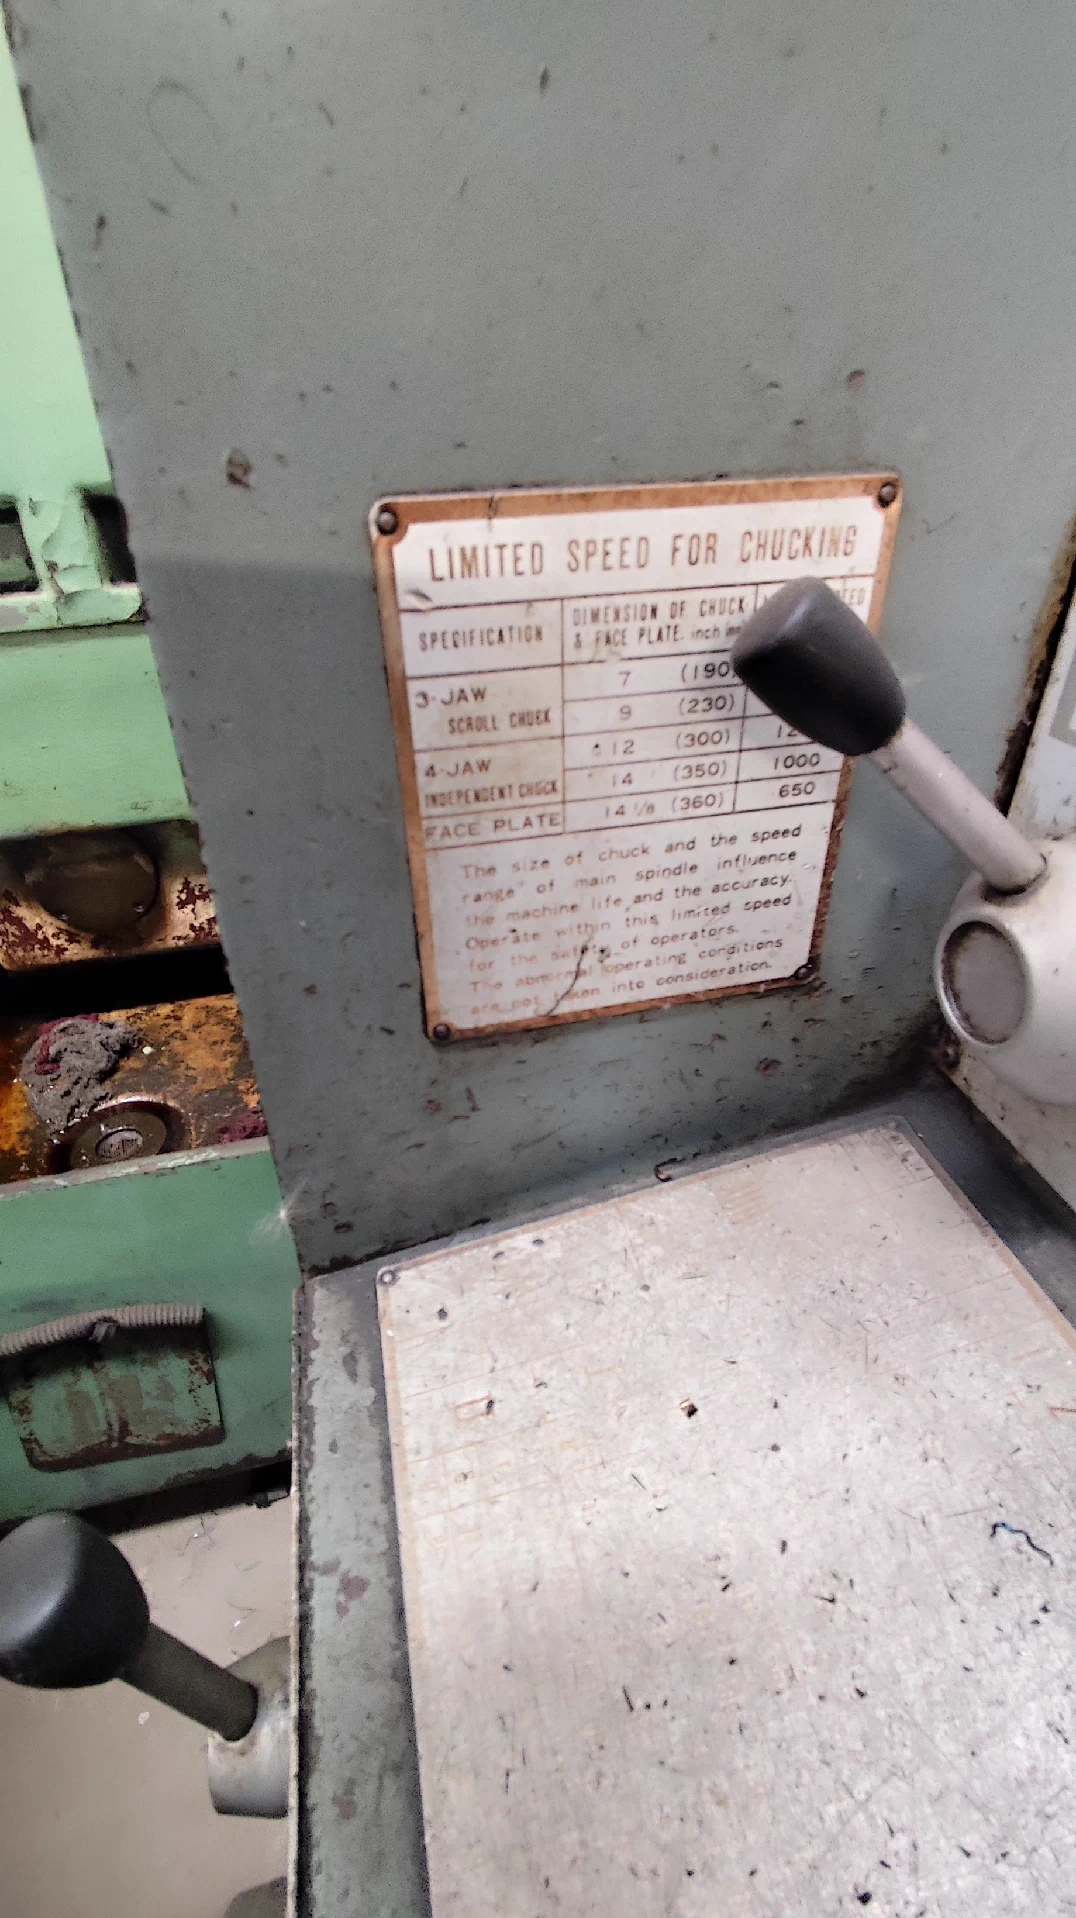 LIMITED SPEED FOR CHUCKING
SPECIFICATION
DIMENSION OF CHUCK
& FACE PLATE. inch
3-JAW
SCROLL CHUCK
7 (190)
9 (230)
4-JAW
INDEPENDENT CHUCK
12 (300)
14 (350) 1000
FACE PLATE 14 1/8 (360) 650
The size of chuck and the speed
range of main spindle influence
the machine life and the accuracy.
Operate within this limited speed
for the safety of operators.
The abnormal operating conditions
are not taken into consideration.